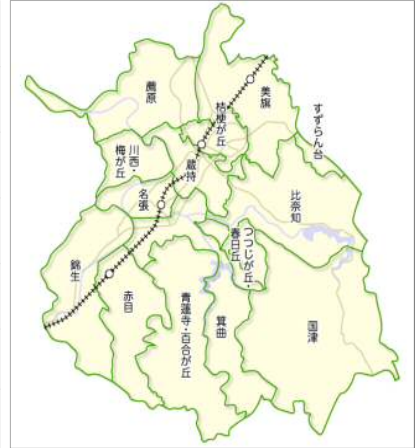 薦原
桔梗が丘
美旗
すずらん台
川西・
梅が丘
蔵持
名張
比奈知
つつじが丘・
春日丘
錦生
赤目
青蓮寺・百合が丘
箕曲
国津